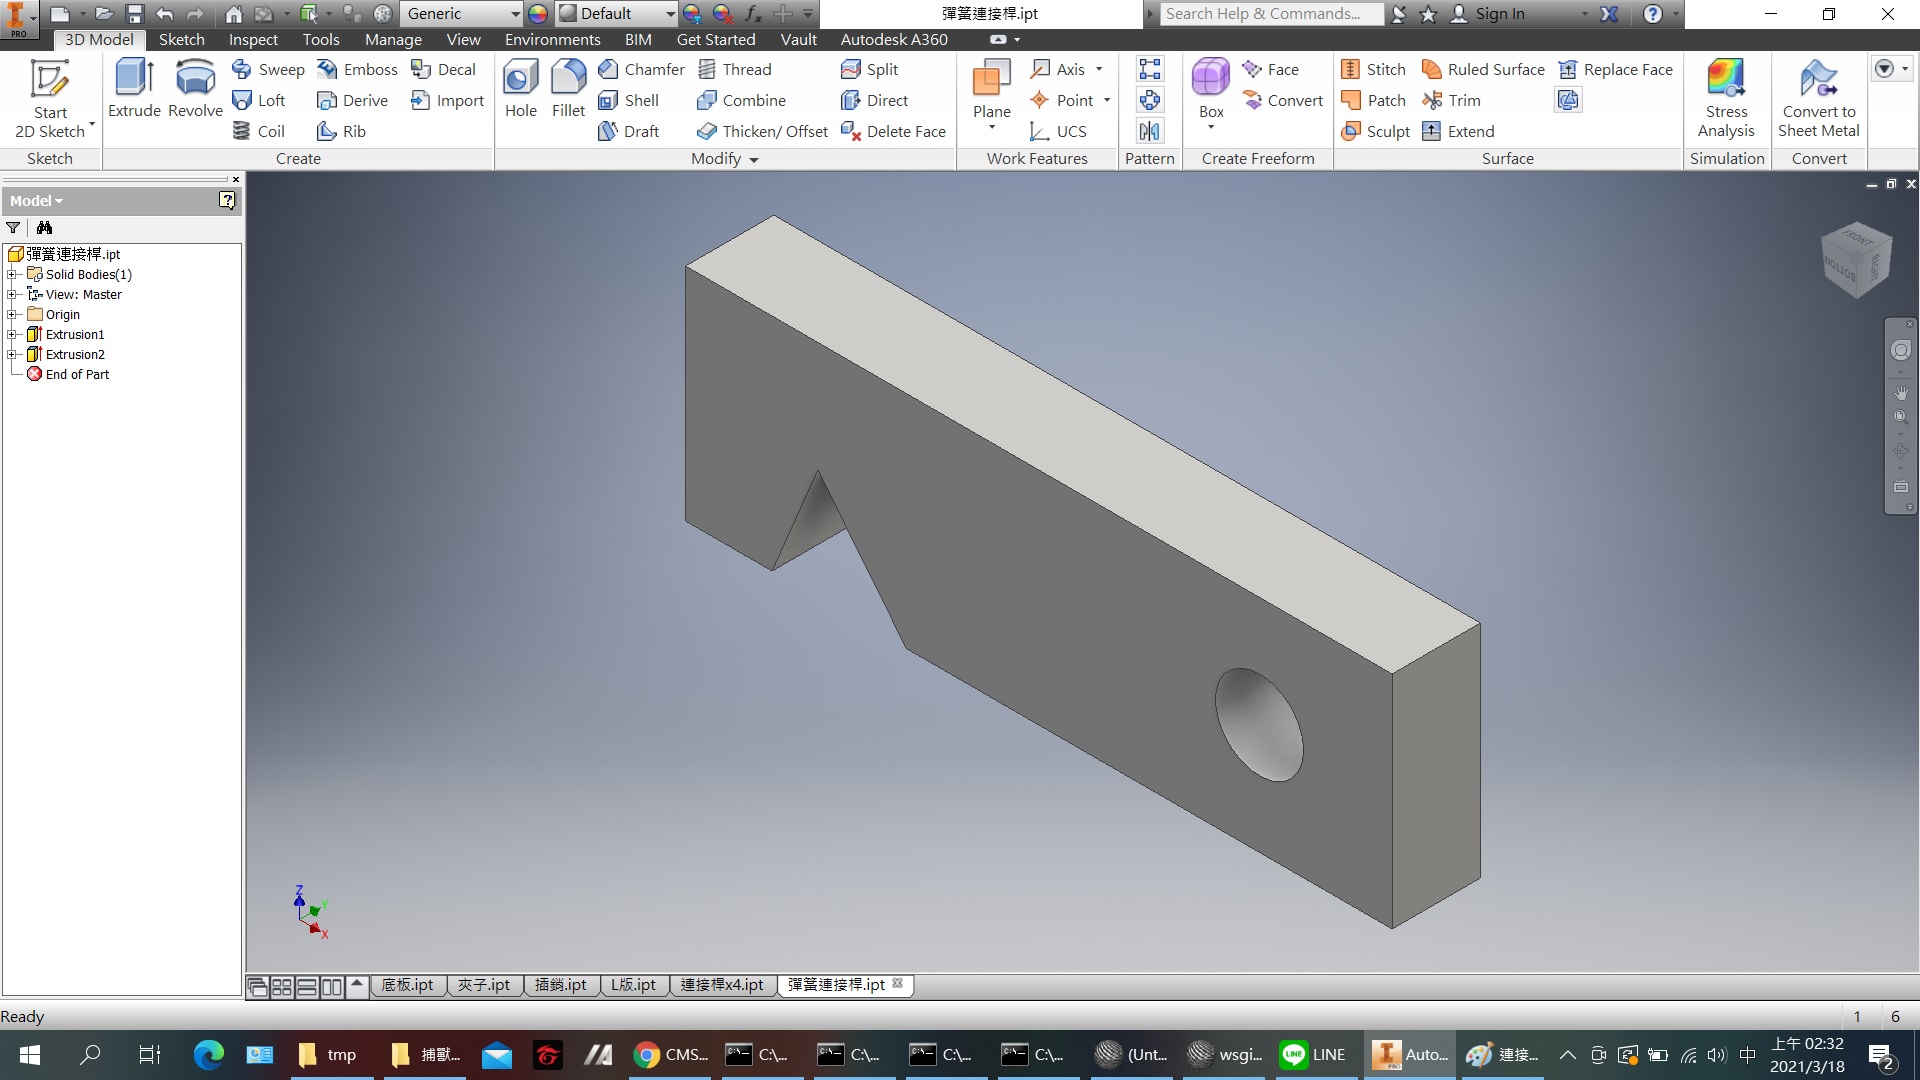 PRO
Generic
Default
彈簧連接桿.ipt
Search Help & Commands...
Sign In
3D Model
Sketch
Inspect
Tools
Manage
View
Environments
BIM
Get Started
Vault
Autodesk A360
Start
2D Sketch
Extrude
Revolve
Sweep
Loft
Coil
Emboss
Derive
Rib
Decal
Import
Hole
Fillet
Chamfer
Shell
Draft
Thread
Combine
Thicken/ Offset
Split
Direct
Delete Face
Plane
Axis
Point
UCS
Box
Face
Convert
Stitch
Patch
Sculpt
Ruled Surface
Trim
Extend
Replace Face
Stress
Analysis
Convert to
Sheet Metal
Sketch
Create
Modify
Work Features
Pattern
Create Freeform
Surface
Simulation
Convert
Model
彈簧連接桿.ipt
Solid Bodies(1)
View: Master
Origin
Extrusion1
Extrusion2
End of Part
FRONT
BOTTOM
RIGHT
Z
Y
X
底板.ipt
夾子.ipt
插銷.ipt
L版.ipt
連接桿x4.ipt
彈簧連接桿.ipt
Ready
1
6
tmp
捕獸...
CMS...
C:\...
C:\...
C:\...
C:\...
(Unt...
wsgi...
LINE
LINE
Auto...
連接...
中
上午 02:32
2021/3/18
2